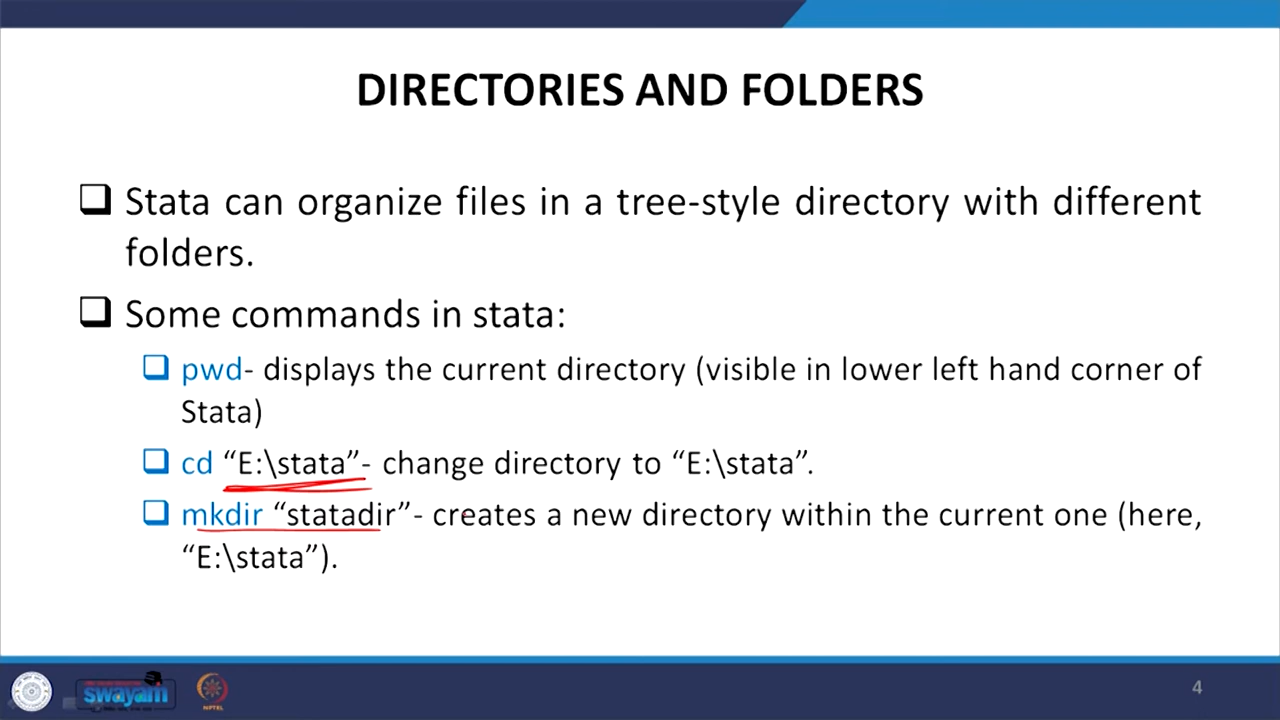 DIRECTORIES AND FOLDERS
❑ Stata can organize files in a tree-style directory with different
folders.
❑ Some commands in stata:
❑ pwd- displays the current directory (visible in lower left hand corner of
Stata)
❑ cd “E:\stata”- change directory to “E:\stata”.
❑ mkdir “statadir”- creates a new directory within the current one (here,
“E:\stata”).
swayam
NPTEL
4